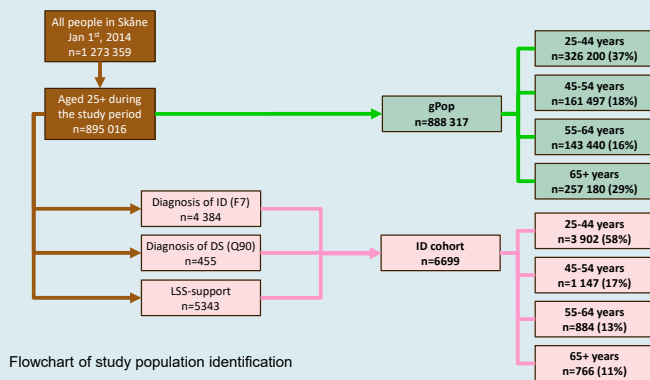 All people in Skåne
Jan 1st, 2014
n=1 273 359
Aged 25+ during
the study period
n=895 016
gPop
n=888 317
25-44 years
n=326 200 (37%)
45-54 years
n=161 497 (18%)
55-64 years
n=143 440 (16%)
65+ years
n=257 180 (29%)
Diagnosis of ID (F7)
n=4 384
Diagnosis of DS (Q90)
n=455
LSS-support
n=5343
ID cohort
n=6699
25-44 years
n=3 902 (58%)
45-54 years
n=1 147 (17%)
55-64 years
n=884 (13%)
65+ years
n=766 (11%)
Flowchart of study population identification